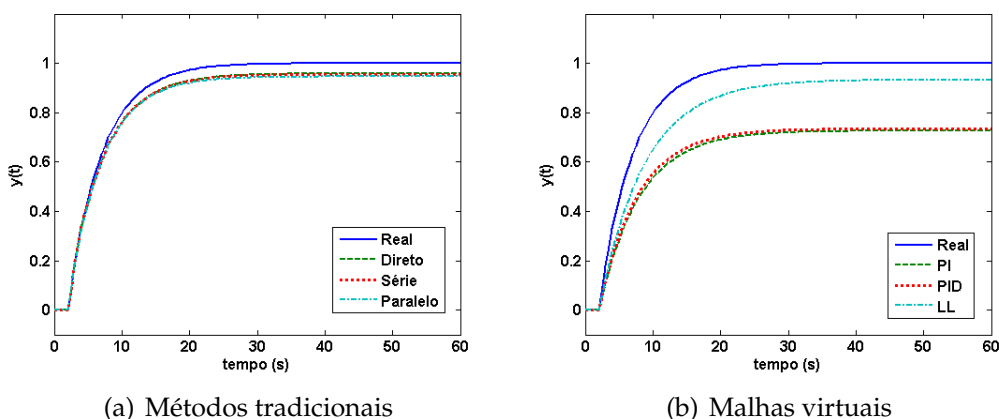 y(t)
1
0.8
0.6
0.4
0.2
0
0 10 20 30 40 50 60
tempo (s)
Real
Direto
Série
Paralelo
(a) Métodos tradicionais
y(t)
1
0.8
0.6
0.4
0.2
0
0 10 20 30 40 50 60
tempo (s)
Real
PI
PID
LL
(b) Malhas virtuais